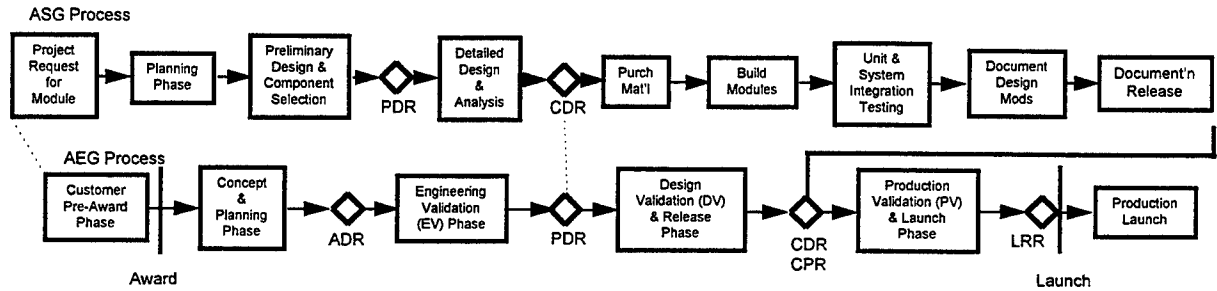 ASG Process
Project
Request
for
Module
Planning
Phase
Preliminary
Design &
Component
Selection
PDR
Detailed
Design
&
Analysis
CDR
Purch
Mat'l
Build
Modules
Unit &
System
Integration
Testing
Document
Design
Mods
Document'n
Release
AEG Process
Customer
Pre-Award
Phase
Award
Concept
&
Planning
Phase
ADR
Engineering
Validation
(EV) Phase
PDR
Design
Validation (DV)
& Release
Phase
CDR
CPR
Production
Validation (PV)
& Launch
Phase
LRR
Launch
Production
Launch